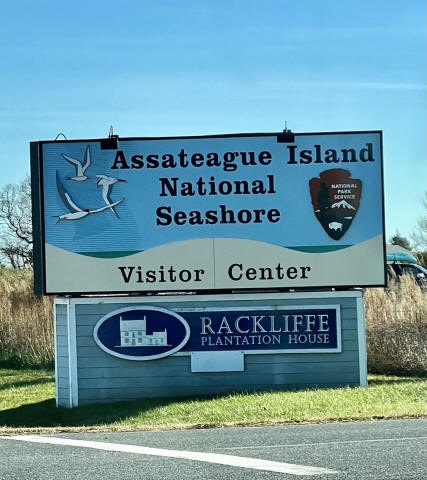 Assateague Island
National
Seashore
NATIONAL
PARK
SERVICE
Visitor Center
RACKLIFFE
PLANTATION HOUSE